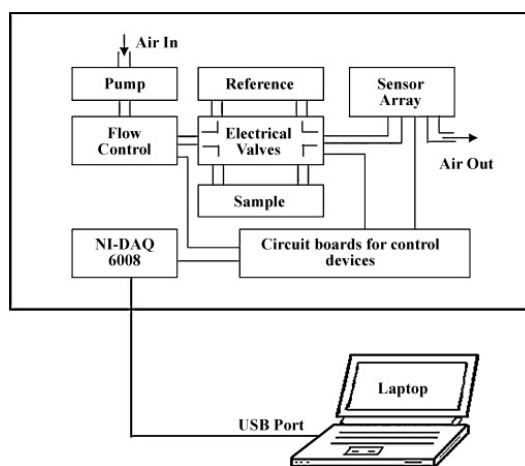 Air In
Pump
Reference
Sensor
Array
Flow
Control
Electrical
Valves
Air Out
Sample
NI-DAQ
6008
Circuit boards for control
devices
Laptop
USB Port